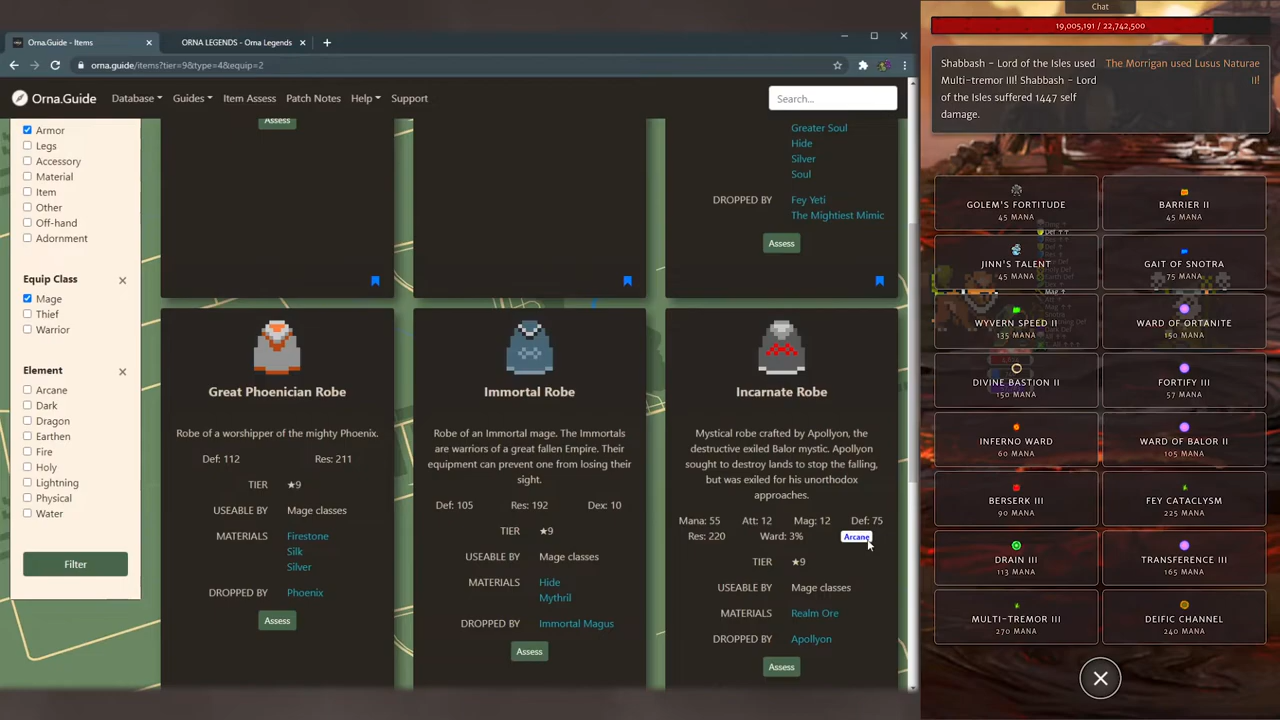 Orna.Guide - Items
ORNA LEGENDS - Orna Legends
orna.guide/items?tier=9&type=4&equip=2
Orna.Guide
Database
Guides
Item Assess
Patch Notes
Help
Support
Search...
Armor
Legs
Accessory
Material
Item
Other
Off-hand
Adornment
Equip Class
Mage
Thief
Warrior
Element
Arcane
Dark
Dragon
Earthen
Fire
Holy
Lightning
Physical
Water
Filter
Assess
Greater Soul
Hide
Silver
Soul
DROPPED BY Fey Yeti
The Mightiest Mimic
Assess
Great Phoenician Robe
Robe of a worshipper of the mighty Phoenix.
Def: 112 Res: 211
TIER ★9
USEABLE BY Mage classes
MATERIALS Firestone
Silk
Silver
DROPPED BY Phoenix
Assess
Immortal Robe
Robe of an Immortal mage. The Immortals
are warriors of a great fallen Empire. Their
equipment can prevent one from losing their
sight.
Def: 105 Res: 192 Dex: 10
TIER ★9
USEABLE BY Mage classes
MATERIALS Hide
Mythril
DROPPED BY Immortal Magus
Assess
Incarnate Robe
Mystical robe crafted by Apollyon, the
destructive exiled Balor mystic. Apollyon
sought to destroy lands to stop the falling,
but was exiled for his unorthodox
approaches.
Mana: 55 Att: 12 Mag: 12 Def: 75
Res: 220 Ward: 3% Arcane
TIER ★9
USEABLE BY Mage classes
MATERIALS Realm Ore
DROPPED BY Apollyon
Assess
Chat
19,005,191 / 22,742,500
Shabbash – Lord of the Isles used
Multi-tremor III! Shabbash – Lord
of the Isles suffered 1447 self
damage.
The Morrigan used Lusus Naturae
II!
GOLEM'S FORTITUDE
45 MANA
BARRIER II
45 MANA
JINN'S TALENT
45 MANA
GAIT OF SNOTRA
75 MANA
WYVERN SPEED II
135 MANA
WARD OF ORTANITE
150 MANA
DIVINE BASTION II
150 MANA
FORTIFY III
57 MANA
INFERNO WARD
60 MANA
WARD OF BALOR II
105 MANA
BERSERK III
90 MANA
FEY CATACLYSM
225 MANA
DRAIN III
113 MANA
TRANSFERENCE III
165 MANA
MULTI-TREMOR III
270 MANA
DEIFIC CHANNEL
240 MANA